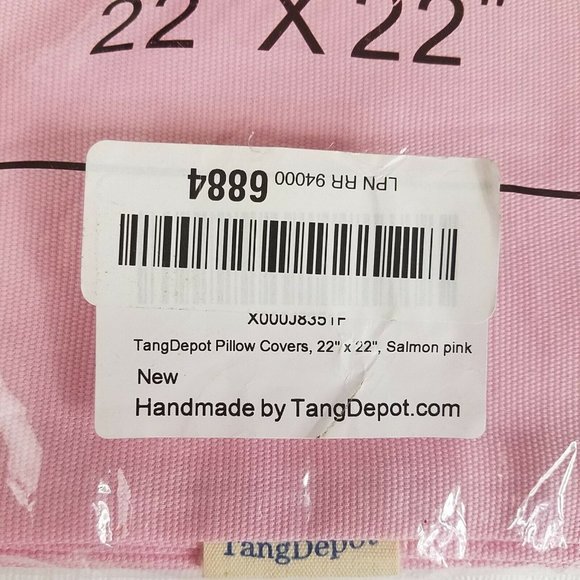 22" X 22"
LPN RR 94000 6884
X000J8351F
TangDepot Pillow Covers, 22" x 22", Salmon pink
New
Handmade by TangDepot.com
TangDepot